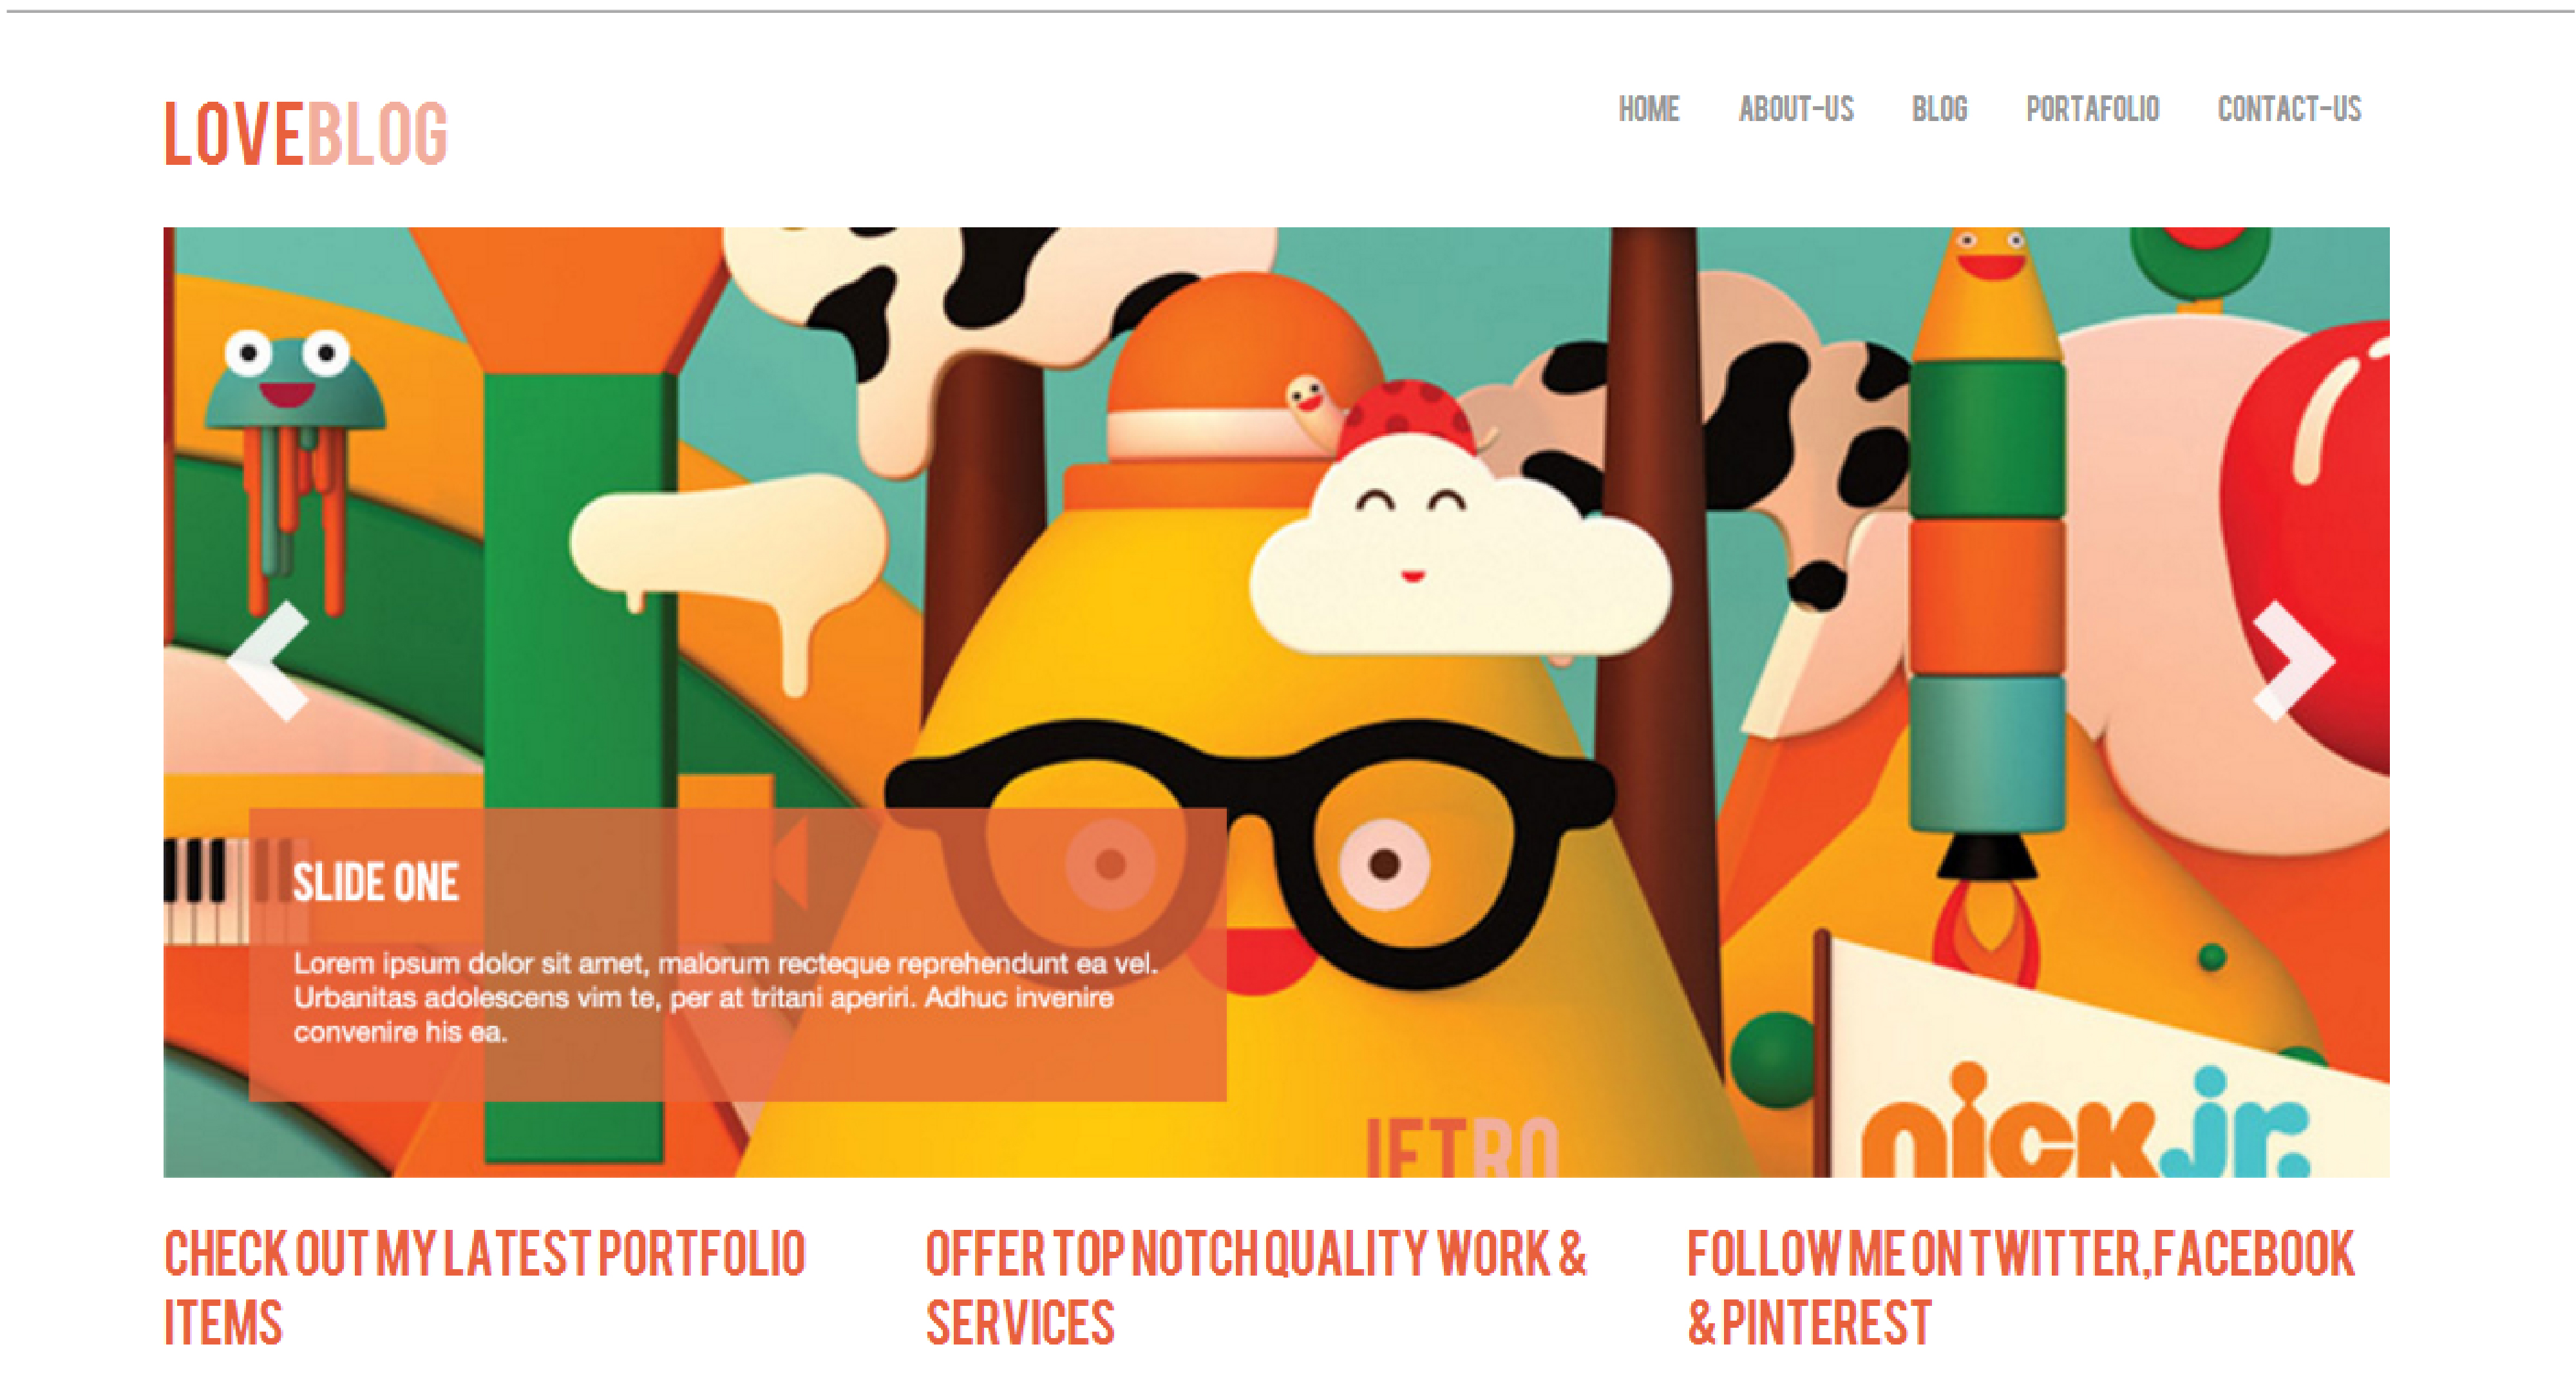 LOVEBLOG
HOME ABOUT-US BLOG PORTAFOLIO CONTACT-US
SLIDE ONE
Lorem ipsum dolor sit amet, malorum recteque reprehendunt ea vel.
Urbanitas adolescens vim te, per at tritani aperiri. Adhuc invenire
convenire his ea.
JETRO
nick jr.
CHECK OUT MY LATEST PORTFOLIO
ITEMS
OFFER TOP NOTCH QUALITY WORK &
SERVICES
FOLLOW ME ON TWITTER,FACEBOOK
& PINTEREST